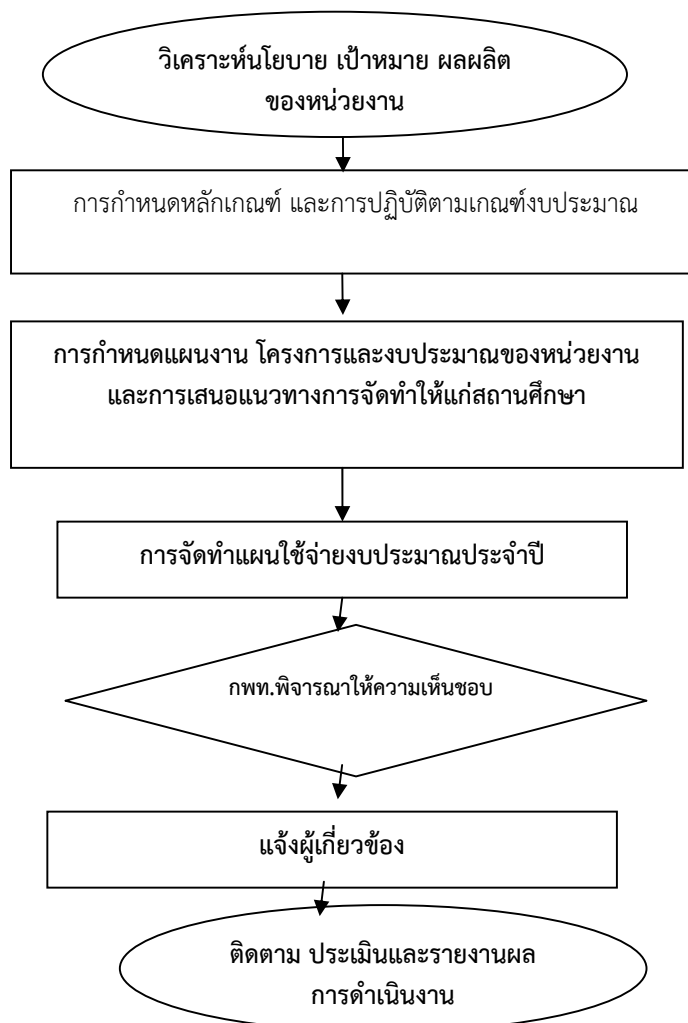 วิเคราะห์นโยบาย เป้าหมาย ผลผลิต
ของหน่วยงาน
การกำหนดหลักเกณฑ์ และการปฏิบัติตามเกณฑ์งบประมาณ
การกำหนดแผนงาน โครงการและงบประมาณของหน่วยงาน
และการเสนอแนวทางการจัดทำให้แก่สถานศึกษา
การจัดทำแผนใช้จ่ายงบประมาณประจำปี
กพท.พิจารณาให้ความเห็นชอบ
แจ้งผู้เกี่ยวข้อง
ติดตาม ประเมินและรายงานผล
การดำเนินงาน